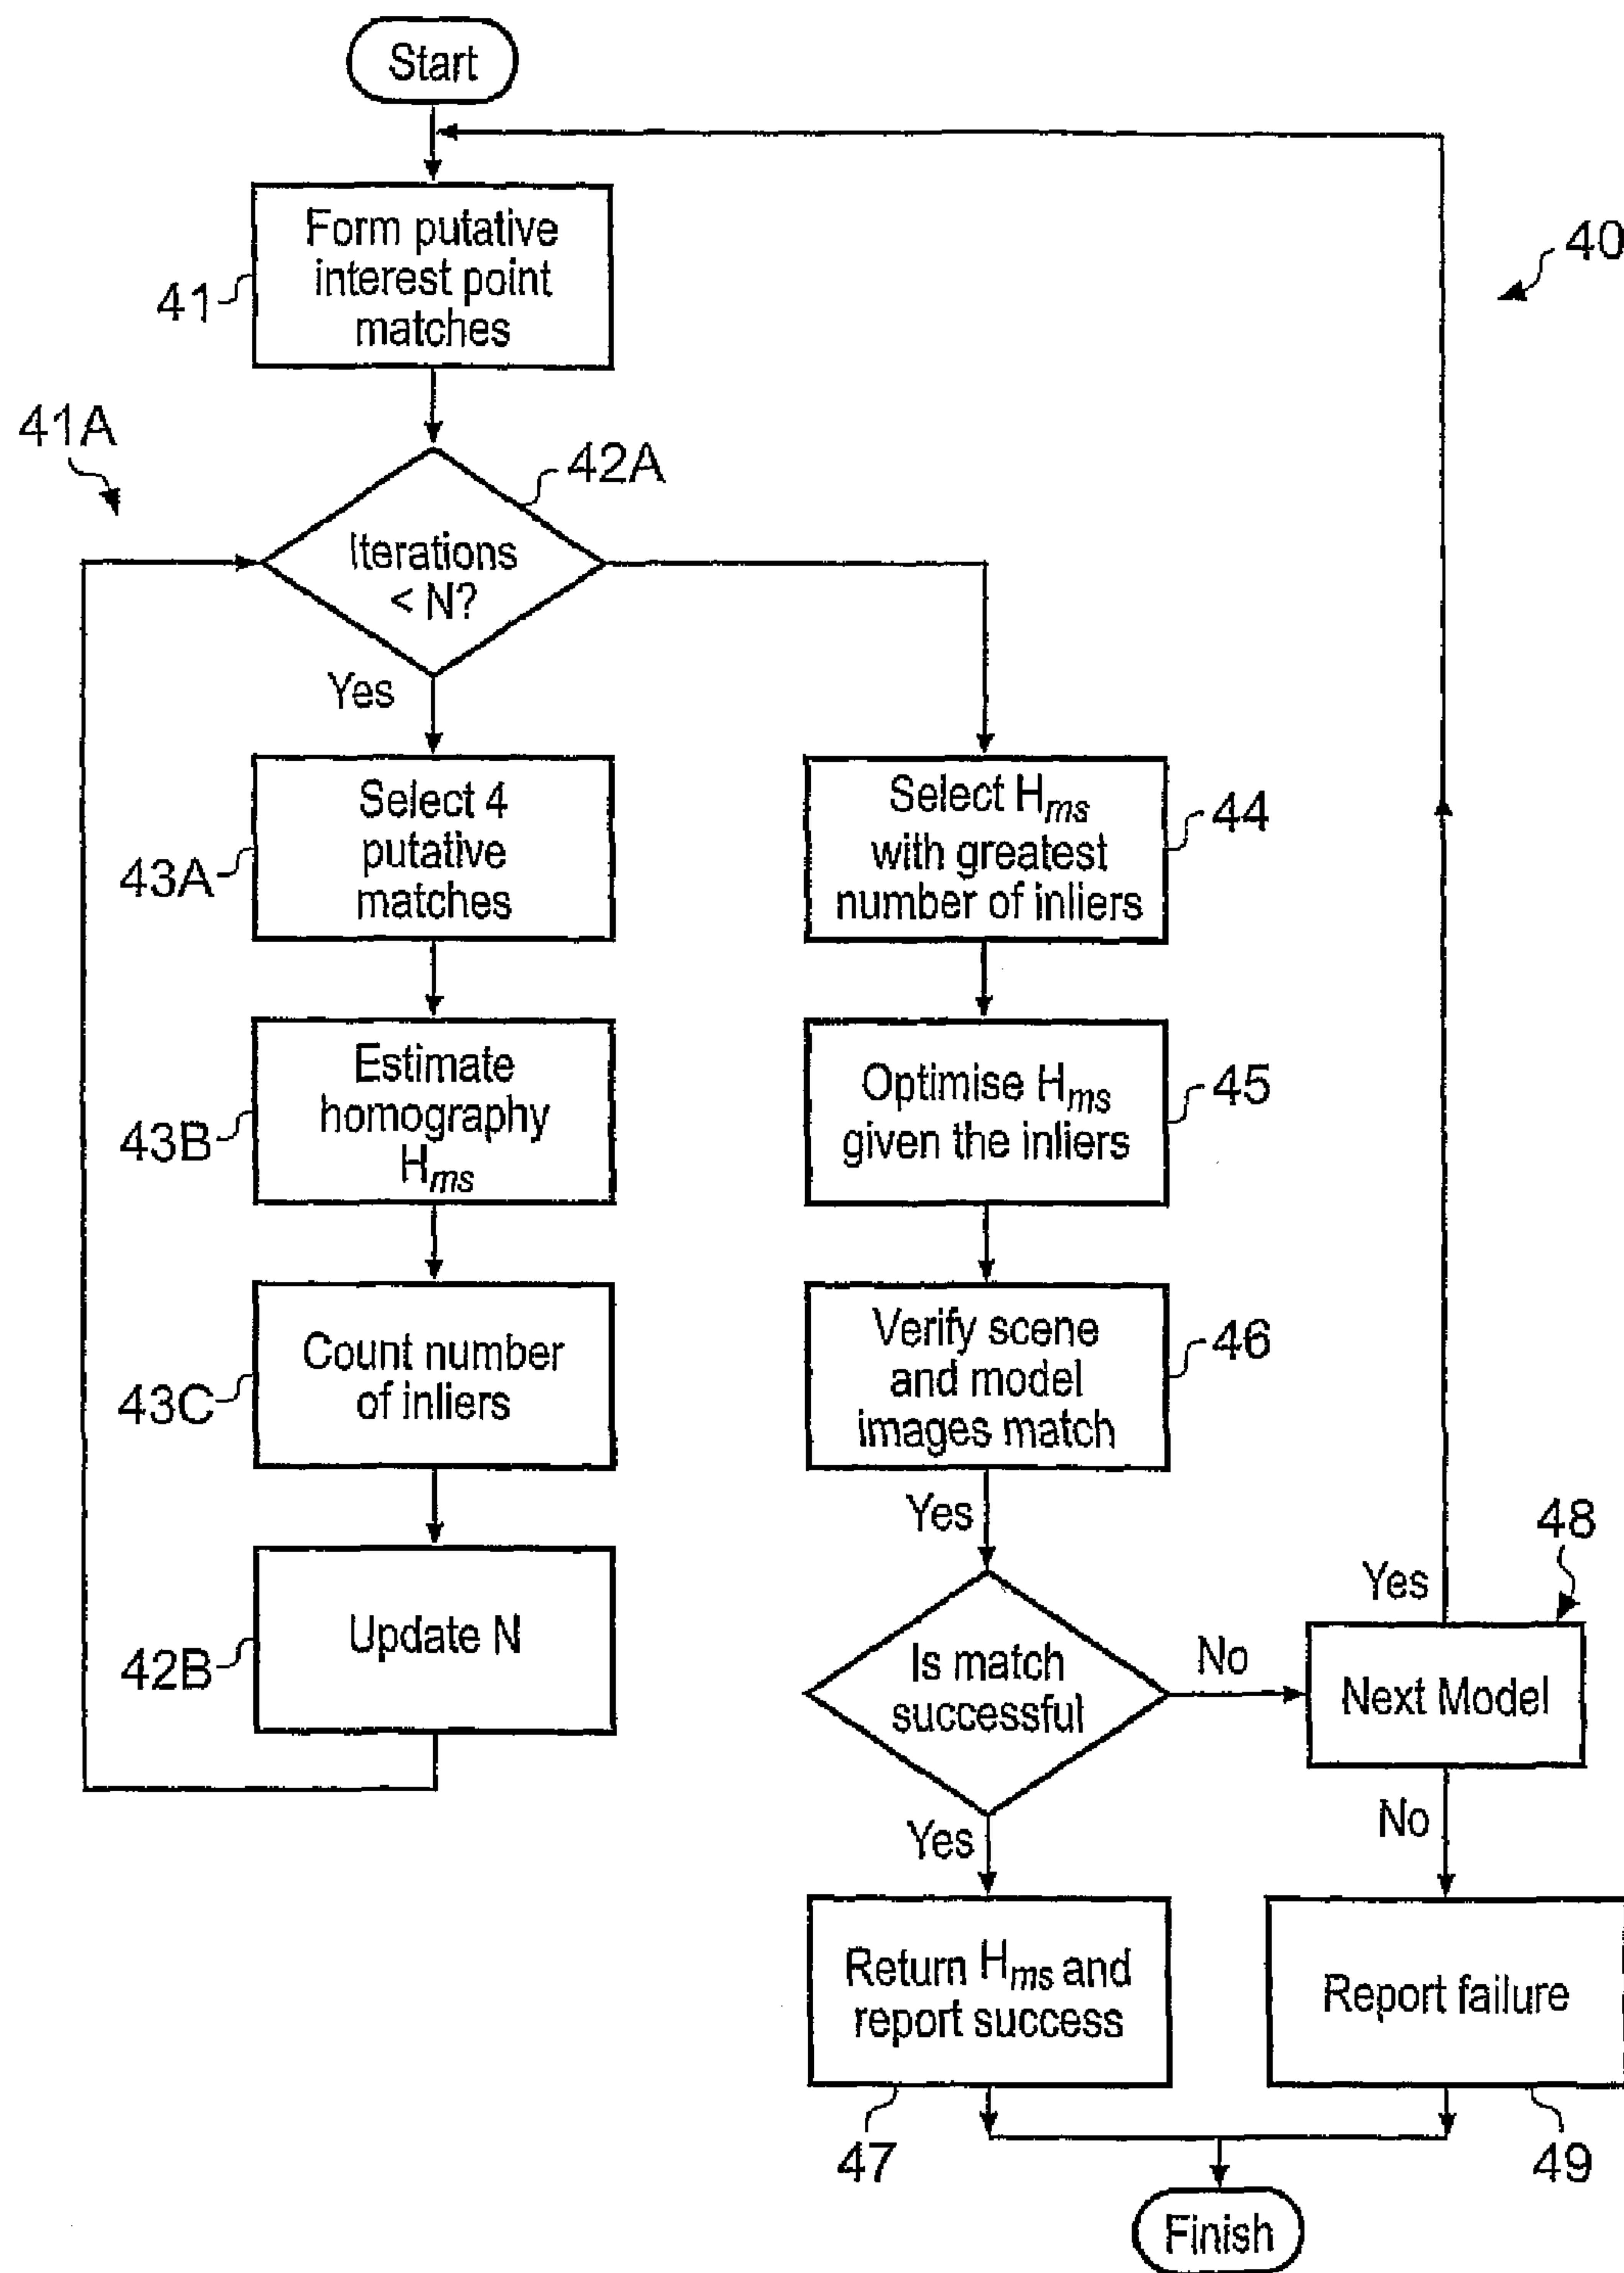 Start
40
Form putative
interest point
matches
41
41A
42A
Iterations
< N?
Yes
Select 4
putative
matches
43A
Select Hms
with greatest
number of inliers
44
Estimate
homography
Hms
43B
Optimise Hms
given the inliers
45
Count number
of inliers
43C
Verify scene
and model
images match
46
Yes
Update N
42B
Is match
successful
No
Yes
48
Next Model
Yes
No
Return Hms and
report success
47
Report failure
49
Finish